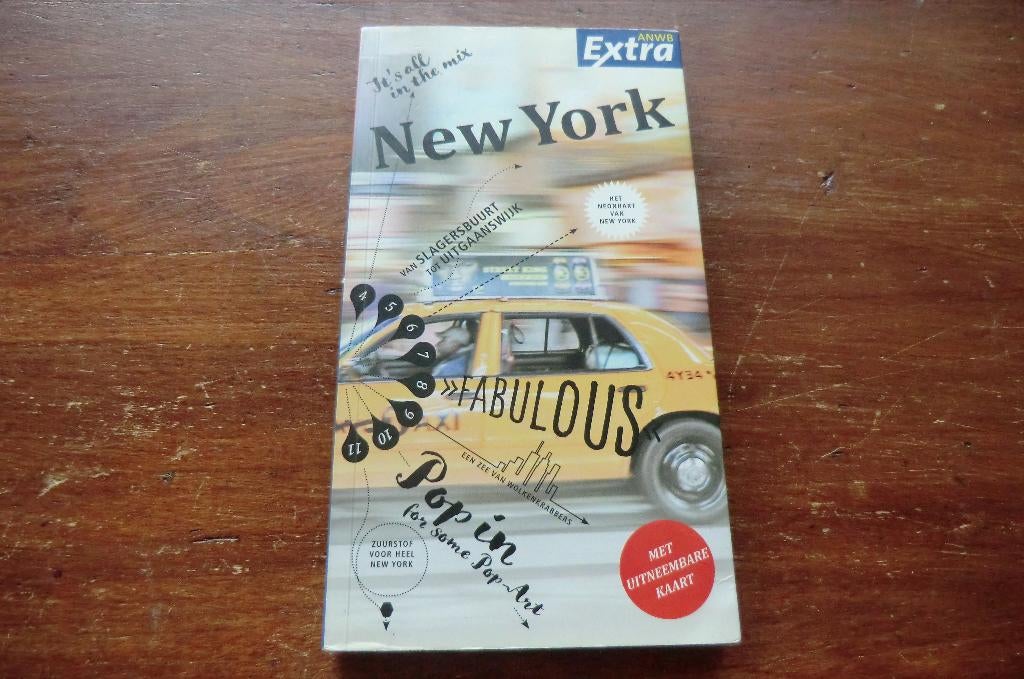 ANWB
Extra
It's all
in the mix
New York
HET
NEONHART
VAN
NEW YORK
VAN SLAGERSBUURT
TOT UITGAANSWIJK
4
5
6
7
8
9
10
11
4Y34
TAXI
»FABULOUS«
EEN ZEE VAN WOLKENKRABBERS
Pop in
for some Pop-Art
ZUURSTOF
VOOR HEEL
NEW YORK
MET
UITNEEMBARE
KAART